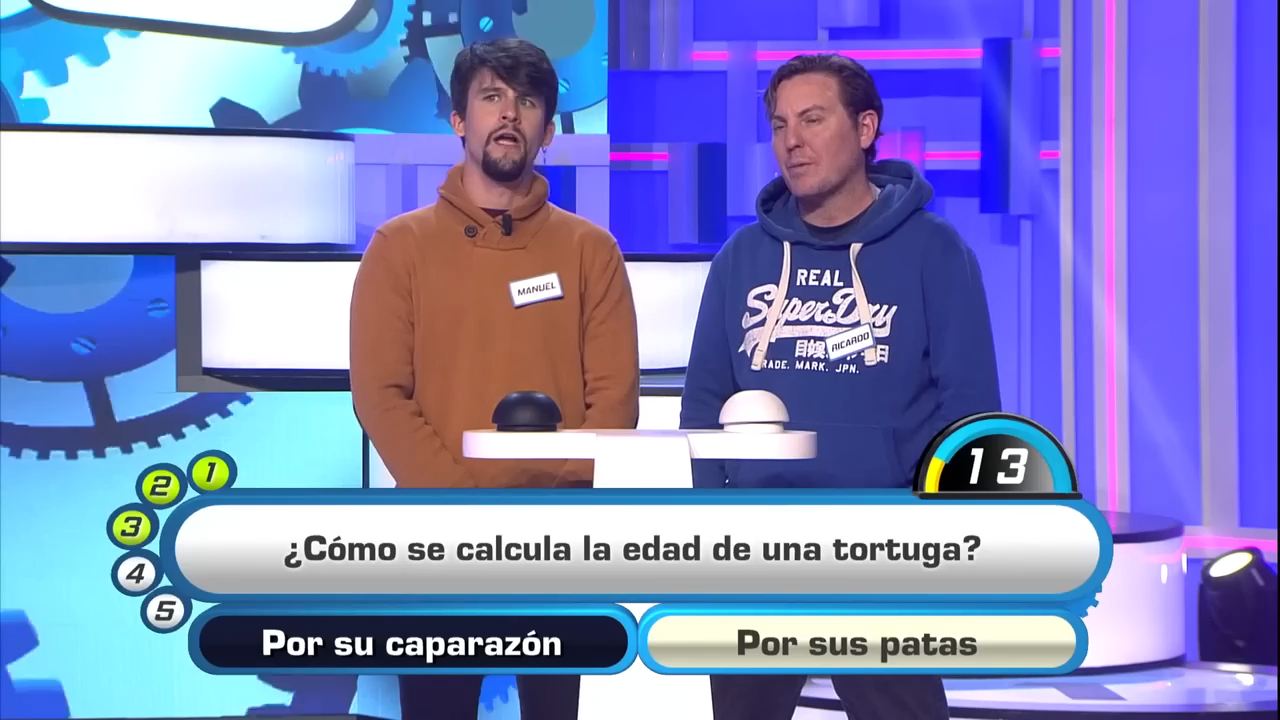 MANUEL
REAL
SuperDry
RICARDO
TRADE. MARK. JPN.
13
1
2
3
4
5
¿Cómo se calcula la edad de una tortuga?
Por su caparazón
Por sus patas